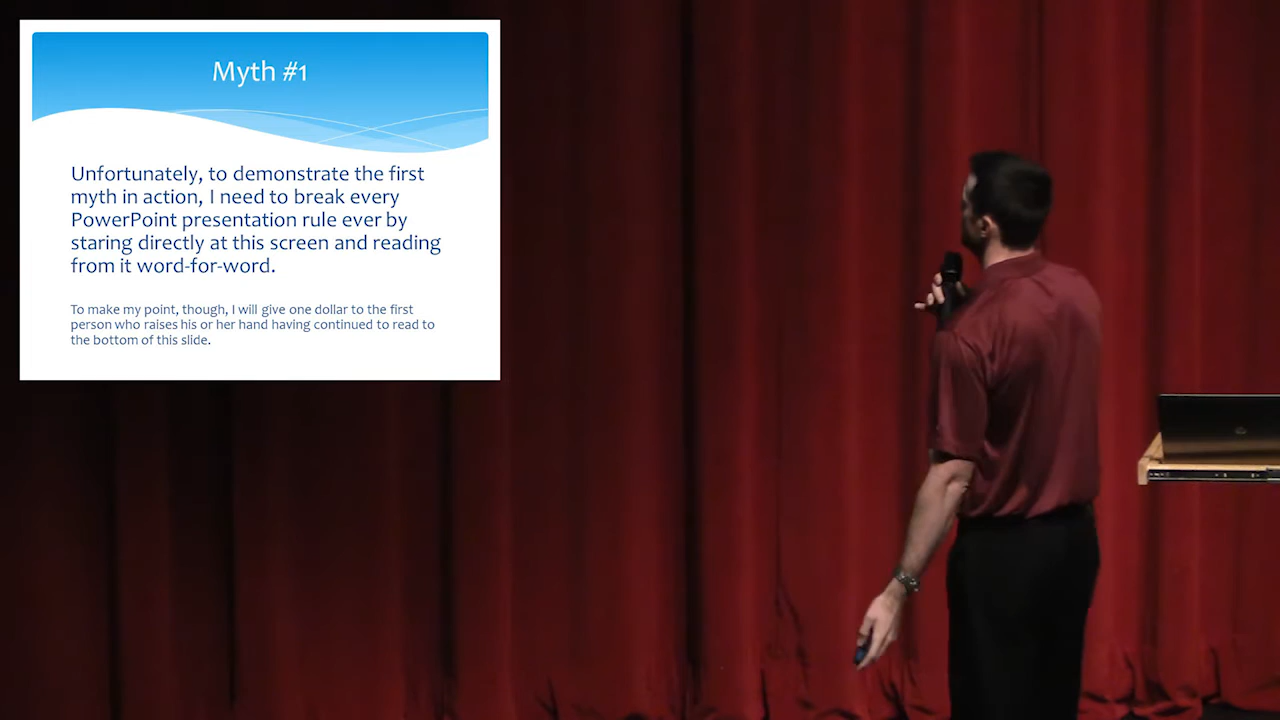 Myth #1
Unfortunately, to demonstrate the first
myth in action, I need to break every
PowerPoint presentation rule ever by
staring directly at this screen and reading
from it word-for-word.
To make my point, though, I will give one dollar to the first
person who raises his or her hand having continued to read to
the bottom of this slide.